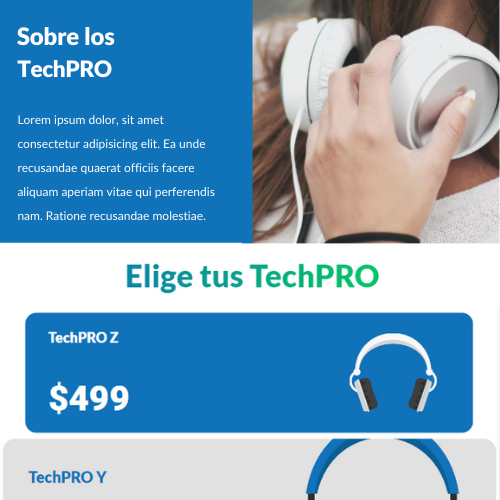 Sobre los
TechPRO
Lorem ipsum dolor, sit amet
consectetur adipisicing elit. Ea unde
recusandae quaerat officiis facere
aliquam aperiam vitae qui perferendis
nam. Ratione recusandae molestiae.
Elige tus TechPRO
TechPRO Z
$499
TechPRO Y